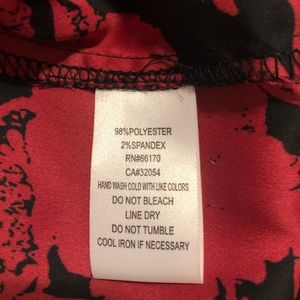 98%POLYESTER
2%SPANDEX
RN#66170
CA#32054
HAND WASH COLD WITH LIKE COLORS
DO NOT BLEACH
LINE DRY
DO NOT TUMBLE
COOL IRON IF NECESSARY